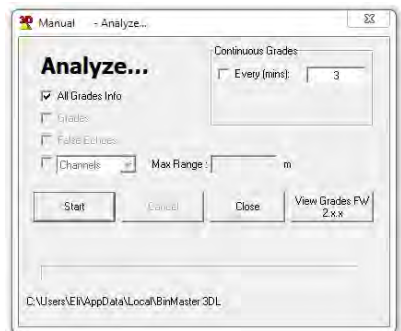 Manual - Analyze...
Analyze...
Continuous Grades
Every (mins): 3
All Grades Info
Grades
False Echoes
Channels Max Range : m
Start Cancel Close View Grades FW 2.x.x
C:\Users\Eli\AppData\Local\BinMaster 3DL